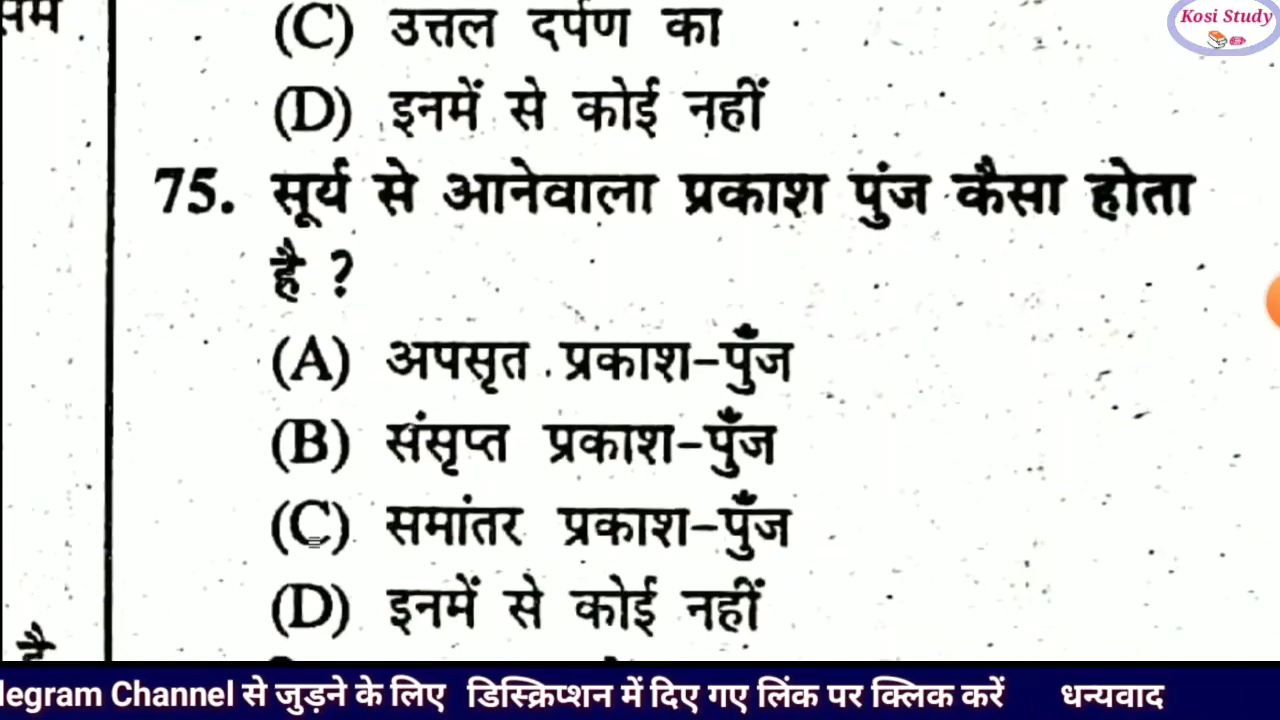 (C) उत्तल दर्पण का
Kosi Study
(D) इनमें से कोई नहीं
75. सूर्य से आनेवाला प्रकाश पुंज कैसा होता
है ?
(A) अपसृत प्रकाश-पुँज
(B) संसृप्त प्रकाश-पुँज
(C) समांतर प्रकाश-पुँज
(D) इनमें से कोई नहीं
है
legram Channel से जुड़ने के लिए डिस्क्रिप्शन में दिए गए लिंक पर क्लिक करें धन्यवाद